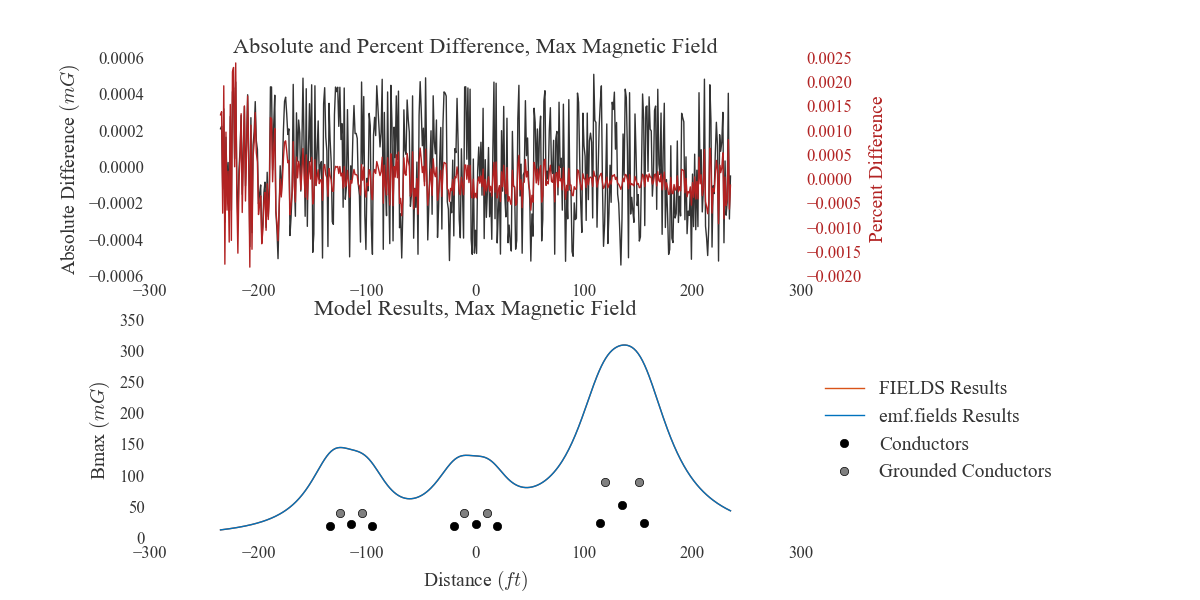 Absolute and Percent Difference, Max Magnetic Field
Absolute Difference (mG)
0.0006
0.0004
0.0002
0.0000
−0.0002
−0.0004
−0.0006
0.0025
0.0020
0.0015
0.0010
0.0005
0.0000
−0.0005
−0.0010
−0.0015
−0.0020
Percent Difference
−300 −200 −100 0 100 200 300
Model Results, Max Magnetic Field
Bmax (mG)
350
300
250
200
150
100
50
0
−300 −200 −100 0 100 200 300
Distance (ft)
FIELDS Results
emf.fields Results
Conductors
Grounded Conductors